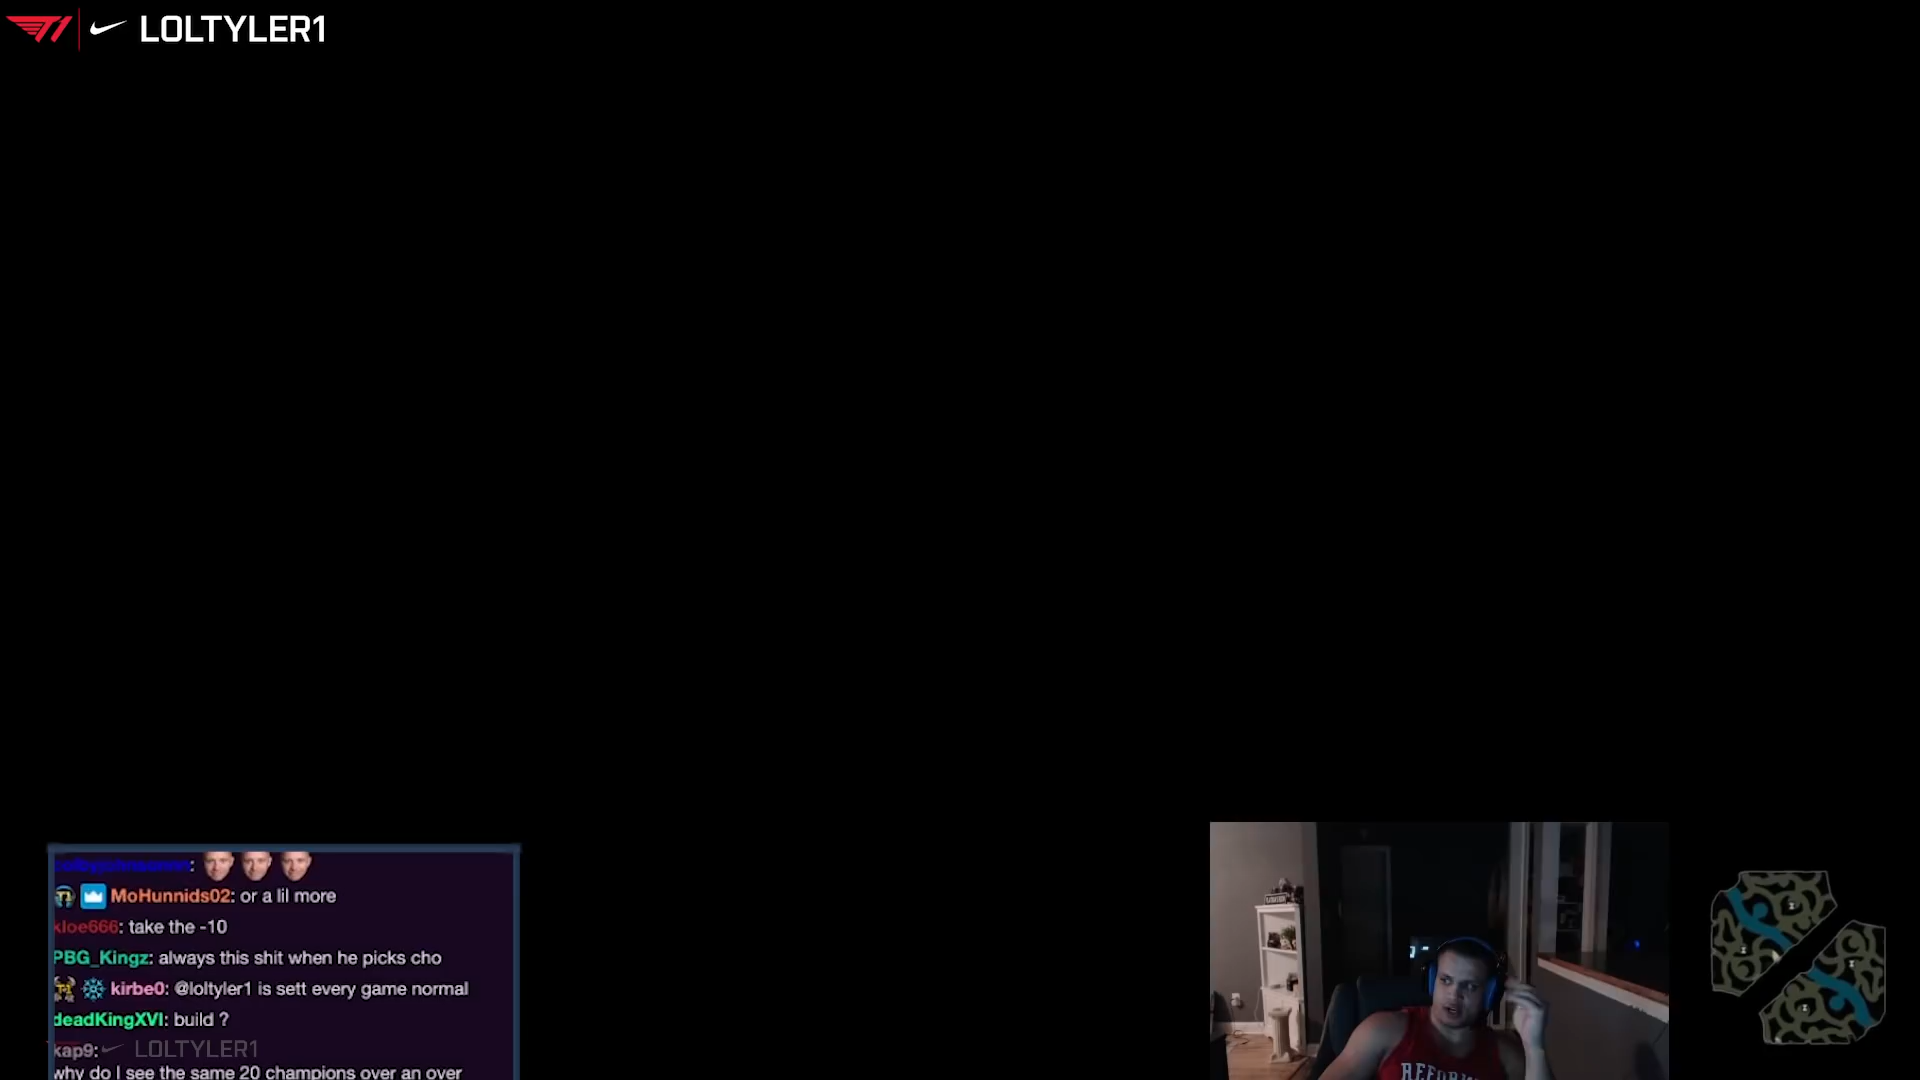 T1 LOLTYLER1
MoHunnids02: or a lil more
kloe666: take the -10
PBG_Kingz: always this shit when he picks cho
kirbe0: @loltyler1 is sett every game normal
deadKingXVI: build ?
kap9:
LOLTYLER1
why do I see the same 20 champions over an over